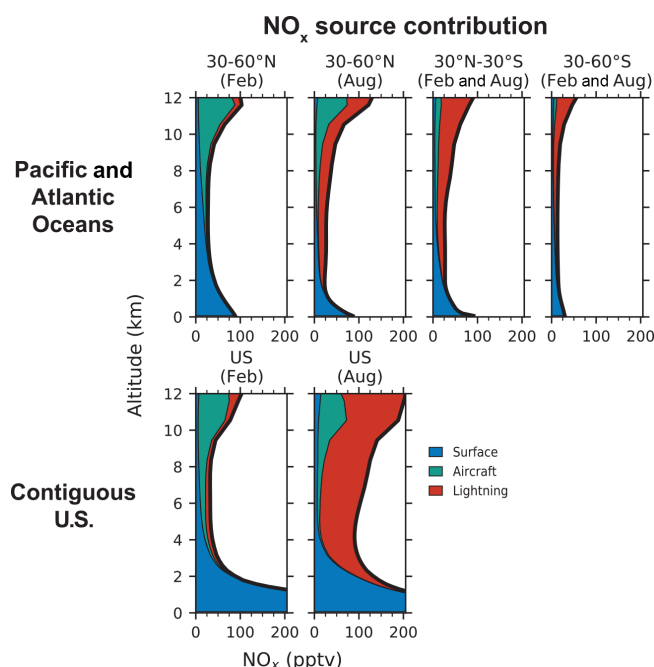 NOx source contribution
30-60°N
(Feb)
30-60°N
(Aug)
30°N-30°S
(Feb and Aug)
30-60°S
(Feb and Aug)
Pacific and
Atlantic
Oceans
Altitude (km)
12
10
8
6
4
2
0
0 100 200
0 100 200
0 100 200
0 100 200
US
(Feb)
US
(Aug)
Contiguous
U.S.
12
10
8
6
4
2
0
0 100 200
0 100 200
Surface
Aircraft
Lightning
NOx (pptv)